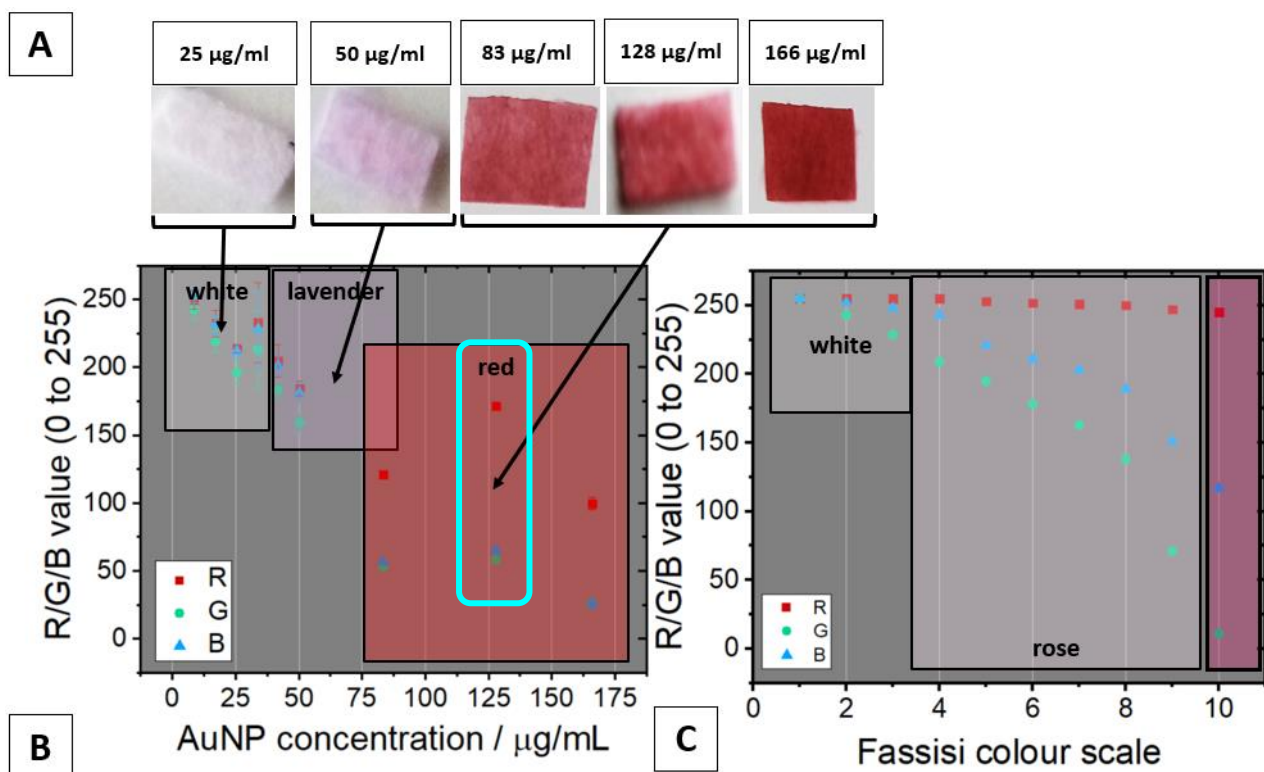 A
25 µg/ml
50 µg/ml
83 µg/ml
128 µg/ml
166 µg/ml
white
lavender
red
250
200
150
100
50
0
R/G/B value (0 to 255)
R
G
B
0 25 50 75 100 125 150 175
AuNP concentration / µg/mL
B
white
rose
250
200
150
100
50
0
R/G/B value (0 to 255)
R
G
B
2 4 6 8 10
Fassisi colour scale
C